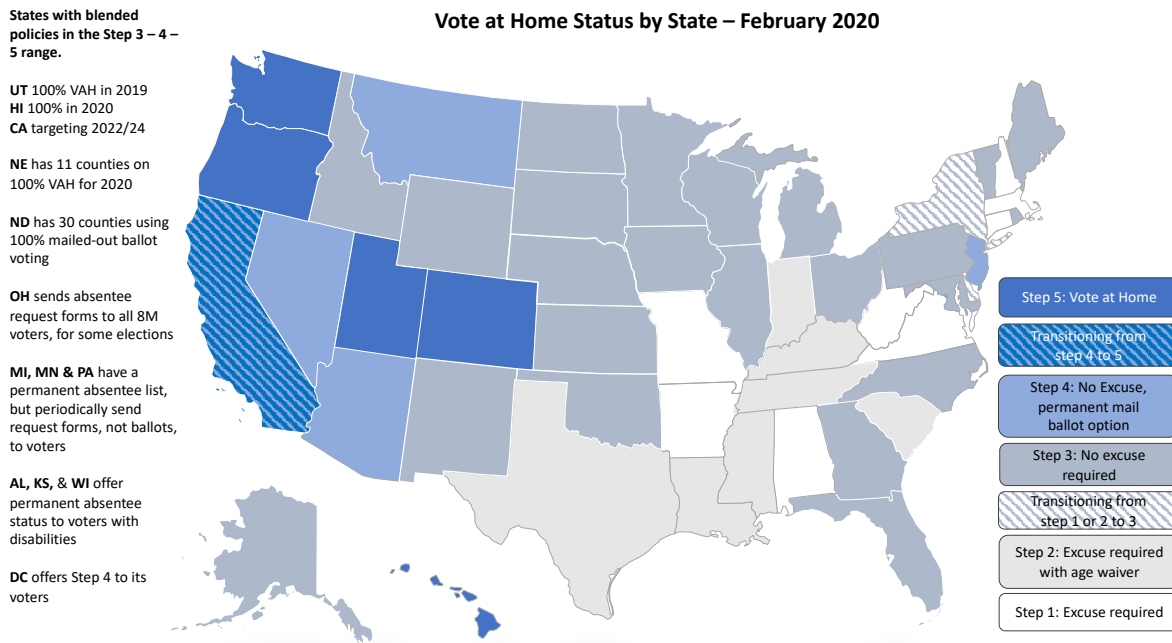 Vote at Home Status by State – February 2020
States with blended
policies in the Step 3 – 4 –
5 range.
UT 100% VAH in 2019
HI 100% in 2020
CA targeting 2022/24
NE has 11 counties on
100% VAH for 2020
ND has 30 counties using
100% mailed-out ballot
voting
OH sends absentee
request forms to all 8M
voters, for some elections
MI, MN & PA have a
permanent absentee list,
but periodically send
request forms, not ballots,
to voters
AL, KS, & WI offer
permanent absentee
status to voters with
disabilities
DC offers Step 4 to its
voters
Step 5: Vote at Home
Transitioning from
step 4 to 5
Step 4: No Excuse,
permanent mail
ballot option
Step 3: No excuse
required
Transitioning from
step 1 or 2 to 3
Step 2: Excuse required
with age waiver
Step 1: Excuse required